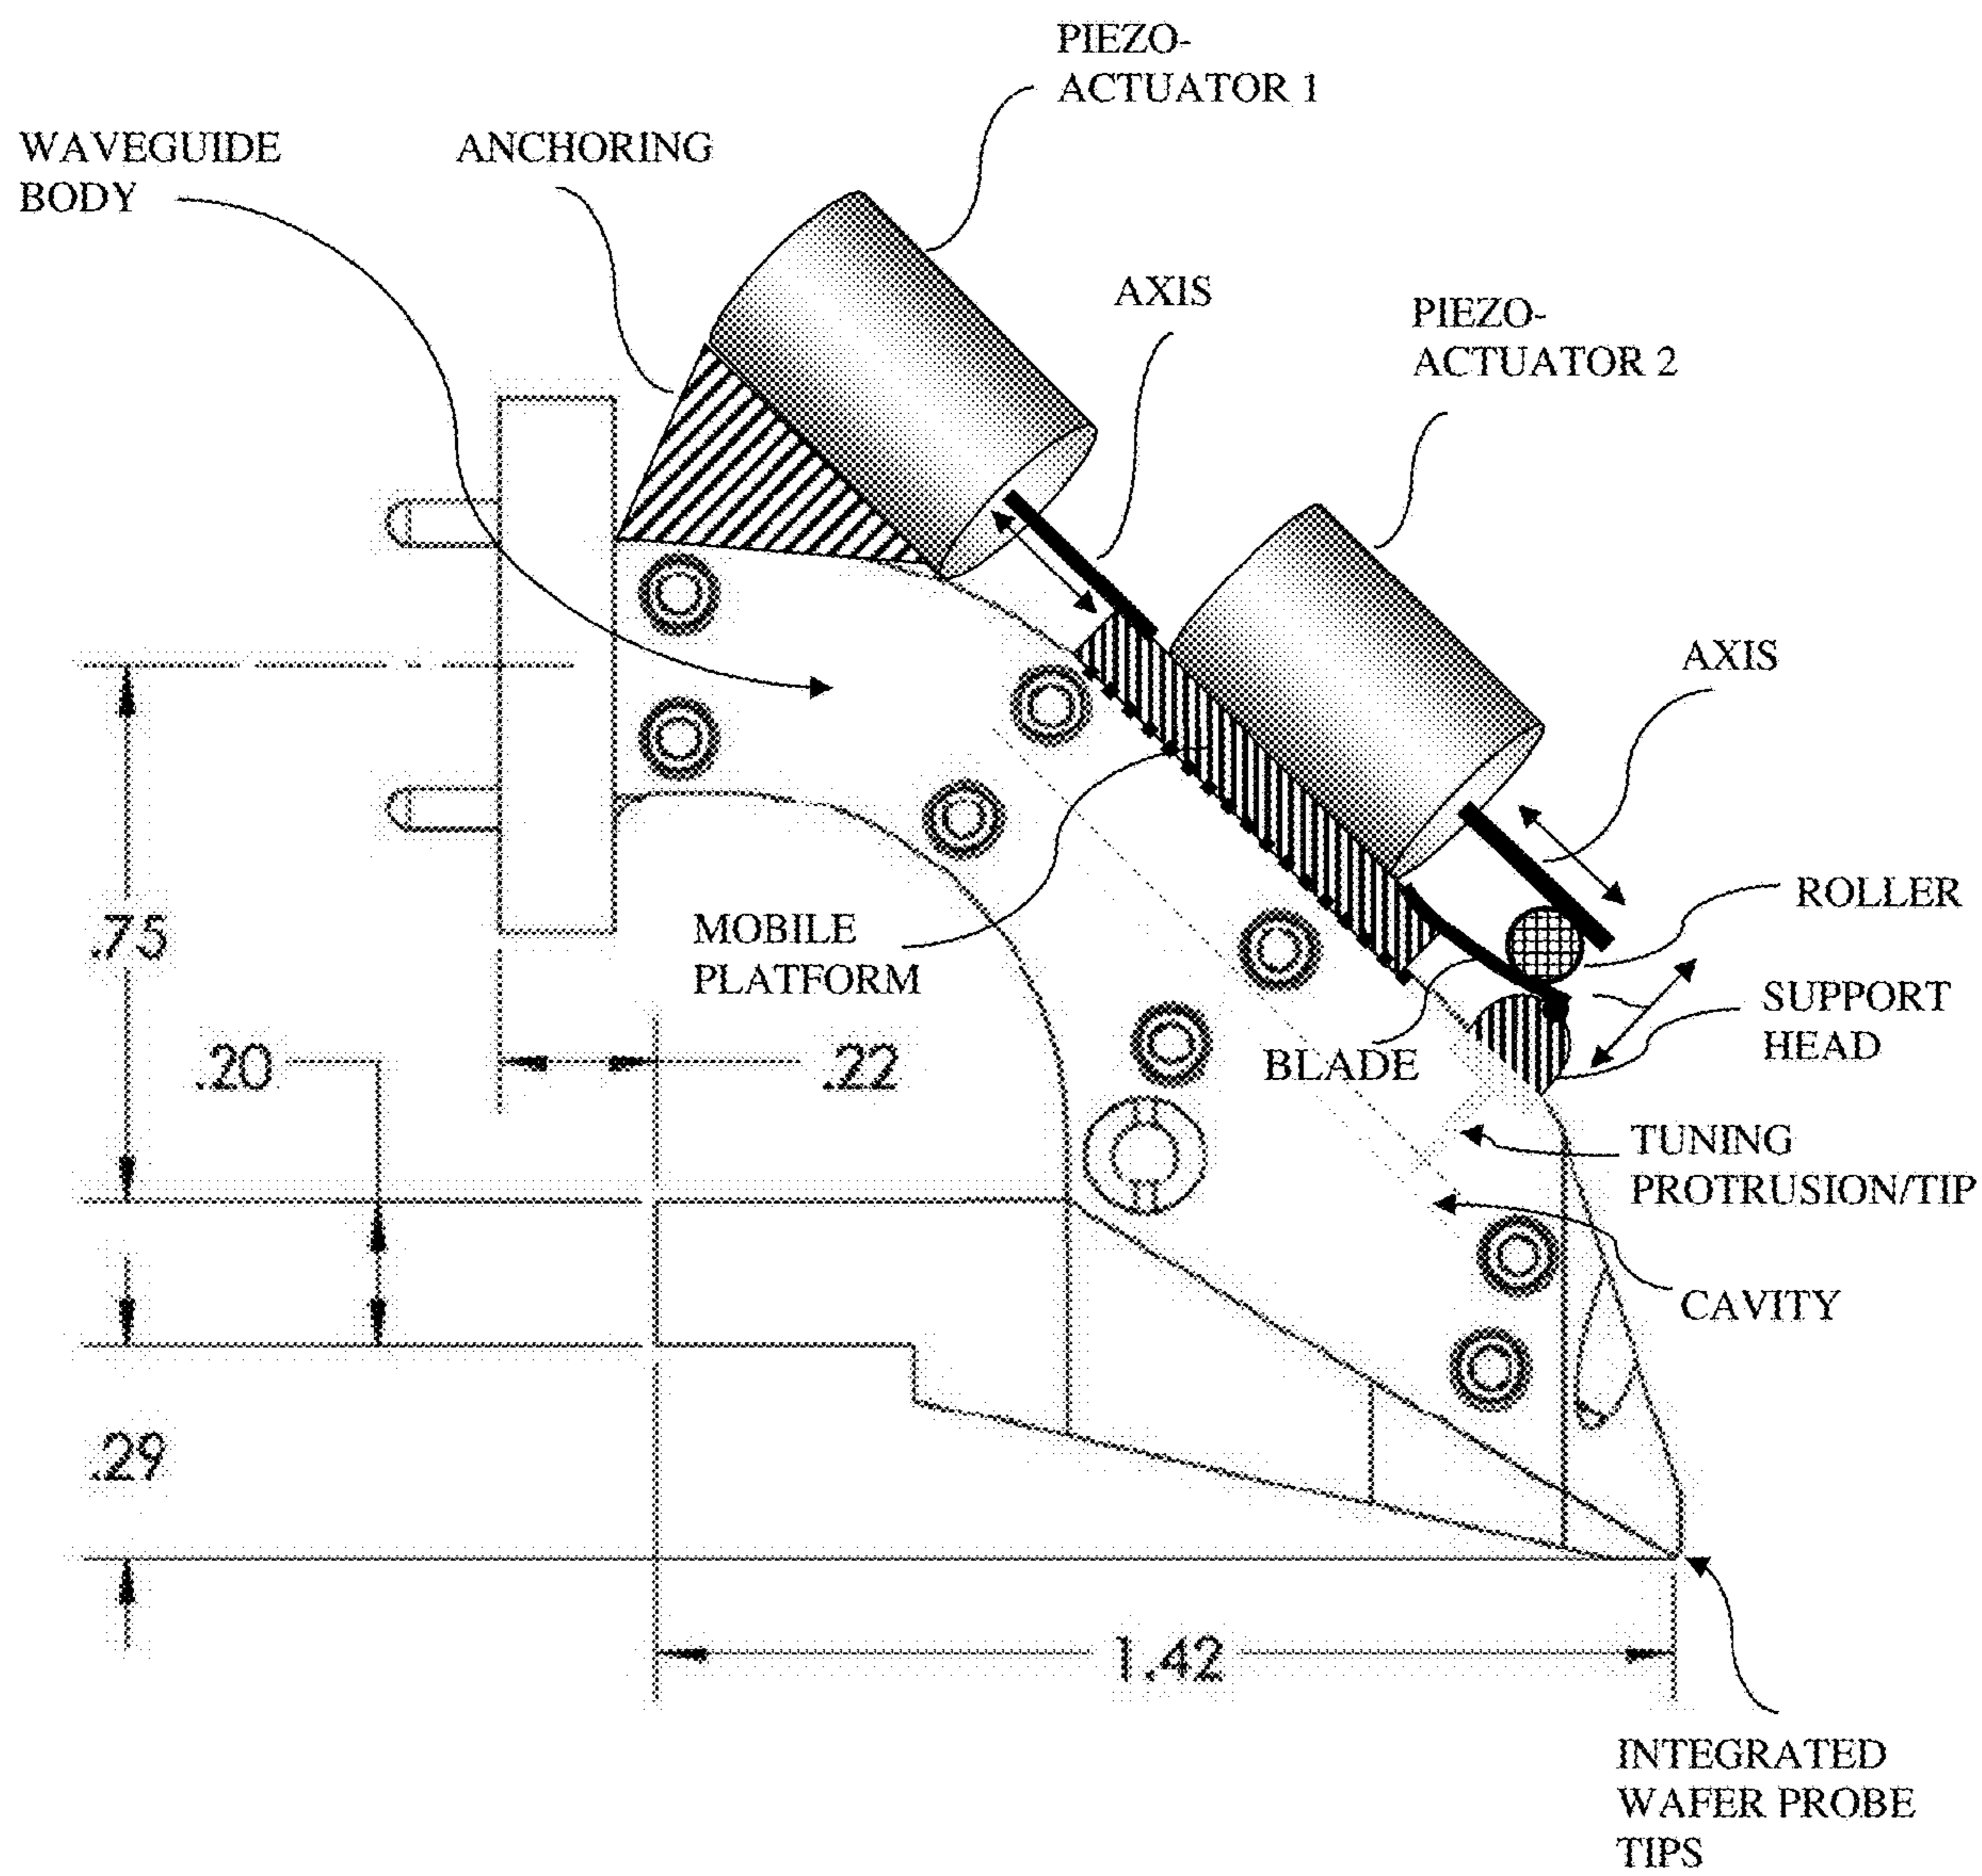 PIEZO-
ACTUATOR 1
WAVEGUIDE
BODY
ANCHORING
AXIS
PIEZO-
ACTUATOR 2
AXIS
ROLLER
MOBILE
PLATFORM
.75
SUPPORT
HEAD
.20
.22
BLADE
TUNING
PROTRUSION/TIP
CAVITY
.29
1.42
INTEGRATED
WAFER PROBE
TIPS